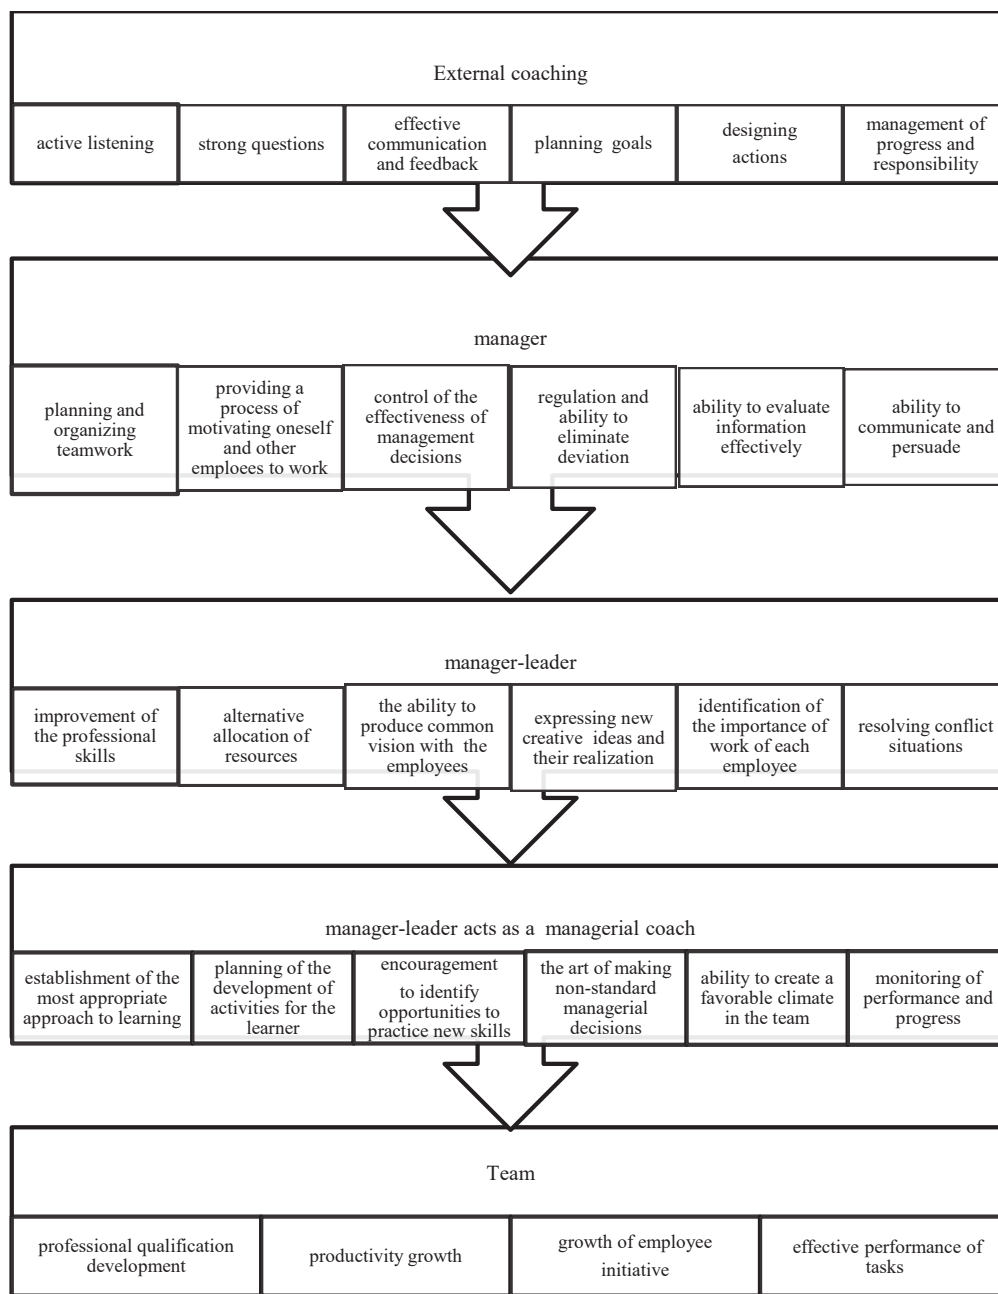 External coaching
active listening
strong questions
effective
communication
and feedback
planning goals
designing
actions
management of
progress and
responsibility
manager
planning and
organizing
teamwork
providing a
process of
motivating oneself
and other
emploees to work
control of the
effectiveness of
management
decisions
regulation and
ability to
eliminate
deviation
ability to evaluate
information
effectively
ability to
communicate and
persuade
manager-leader
improvement of
the professional
skills
alternative
allocation of
resources
the ability to
produce common
vision with the
employees
expressing new
creative ideas and
their realization
identification of
the importance of
work of each
employee
resolving conflict
situations
manager-leader acts as a managerial coach
establishment of the
most appropriate
approach to learning
planning of the
development of
activities for the
learner
encouragement
to identify
opportunities to
practice new skills
the art of making
non-standard
managerial
decisions
ability to create a
favorable climate
in the team
monitoring of
performance and
progress
Team
professional qualification
development
productivity growth
growth of employee
initiative
effective performance of
tasks